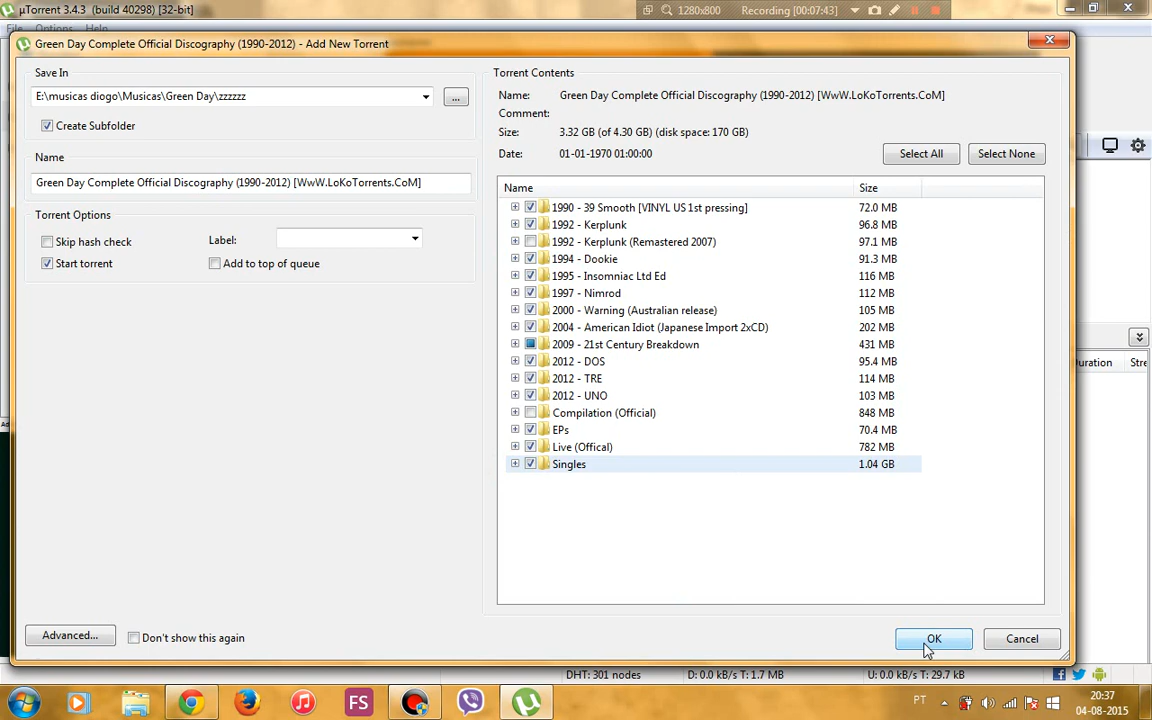 µTorrent 3.4.3 (build 40298) [32-bit]
1280x800
Recording [00:07:43]
File Options Help
Green Day Complete Official Discography (1990-2012) - Add New Torrent
Save In
E:\musicas diogo\Musicas\Green Day\zzzzzz
...
Create Subfolder
Name
Green Day Complete Official Discography (1990-2012) [WwW.LoKoTorrents.CoM]
Torrent Options
Skip hash check
Label:
Start torrent
Add to top of queue
Torrent Contents
Name: Green Day Complete Official Discography (1990-2012) [WwW.LoKoTorrents.CoM]
Comment:
Size: 3.32 GB (of 4.30 GB) (disk space: 170 GB)
Date: 01-01-1970 01:00:00
Select All
Select None
Name Size
1990 - 39 Smooth [VINYL US 1st pressing] 72.0 MB
1992 - Kerplunk 96.8 MB
1992 - Kerplunk (Remastered 2007) 97.1 MB
1994 - Dookie 91.3 MB
1995 - Insomniac Ltd Ed 116 MB
1997 - Nimrod 112 MB
2000 - Warning (Australian release) 105 MB
2004 - American Idiot (Japanese Import 2xCD) 202 MB
2009 - 21st Century Breakdown 431 MB
2012 - DOS 95.4 MB
2012 - TRE 114 MB
2012 - UNO 103 MB
Compilation (Official) 848 MB
EPs 70.4 MB
Live (Offical) 782 MB
Singles 1.04 GB
uration Stre
Advanced...
Don't show this again
OK
Cancel
DHT: 301 nodes
D: 0.0 kB/s T: 1.7 MB
U: 0.0 kB/s T: 29.7 kB
FS
PT
20:37
04-08-2015